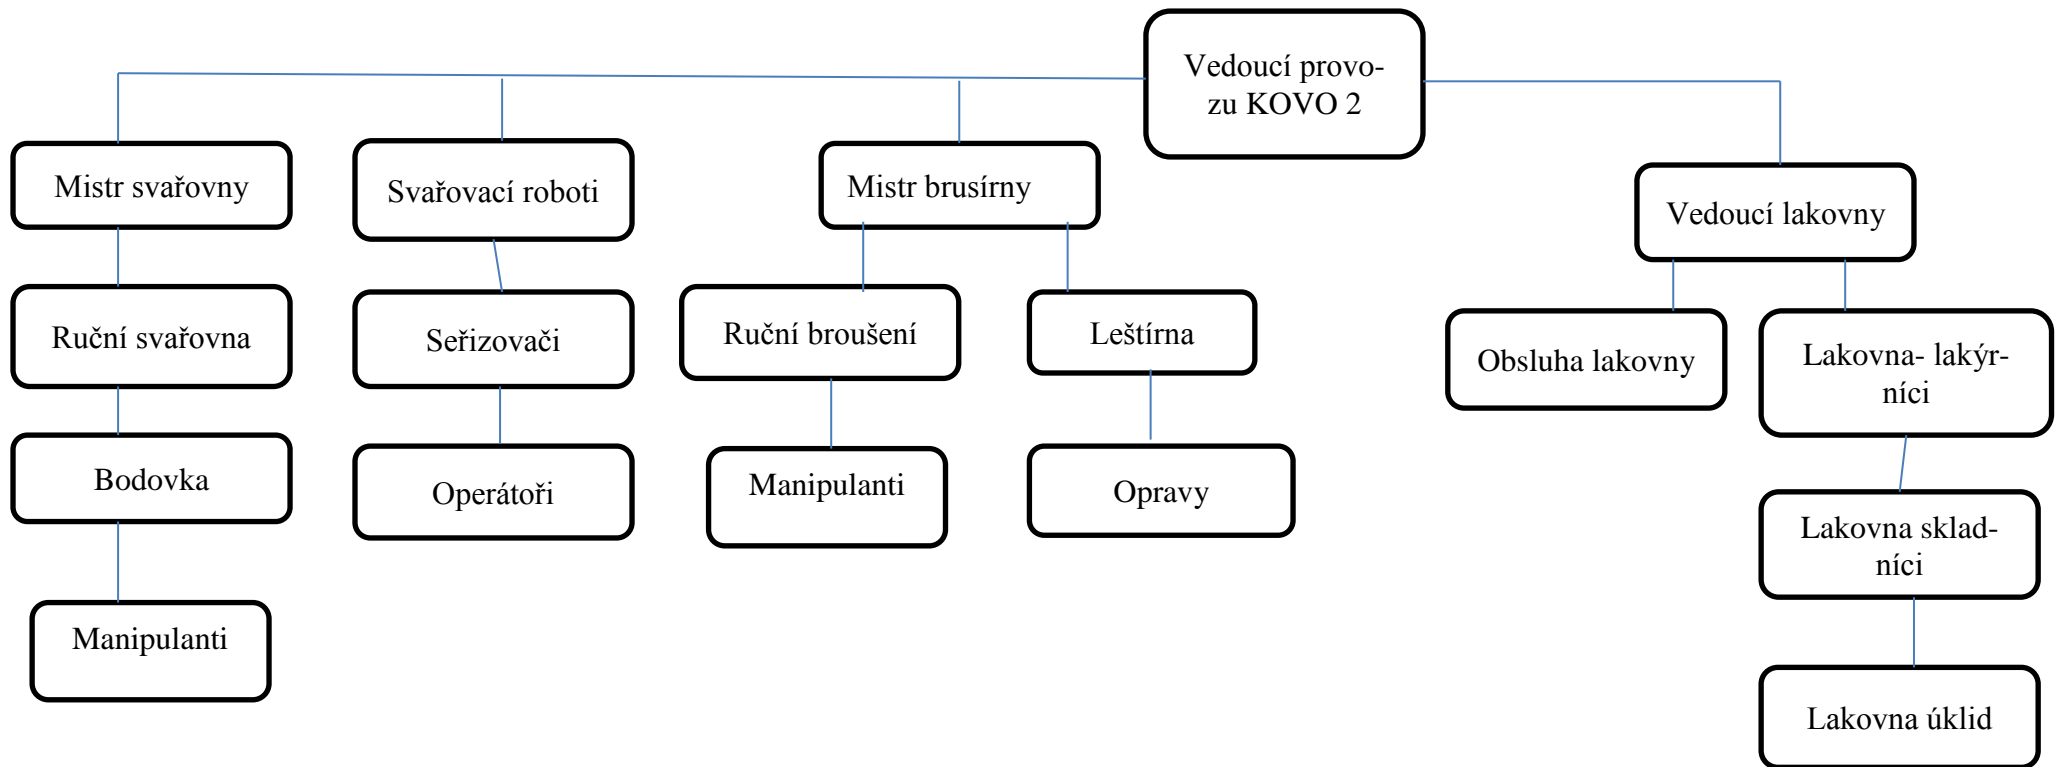 Vedoucí provo-
zu KOVO 2
Mistr svařovny
Svařovací roboti
Mistr brusírny
Vedoucí lakovny
Ruční svařovna
Seřizovači
Ruční broušení
Leštírna
Obsluha lakovny
Lakovna- lakýr-
níci
Bodovka
Operátoři
Manipulanti
Opravy
Lakovna sklad-
níci
Manipulanti
Lakovna úklid